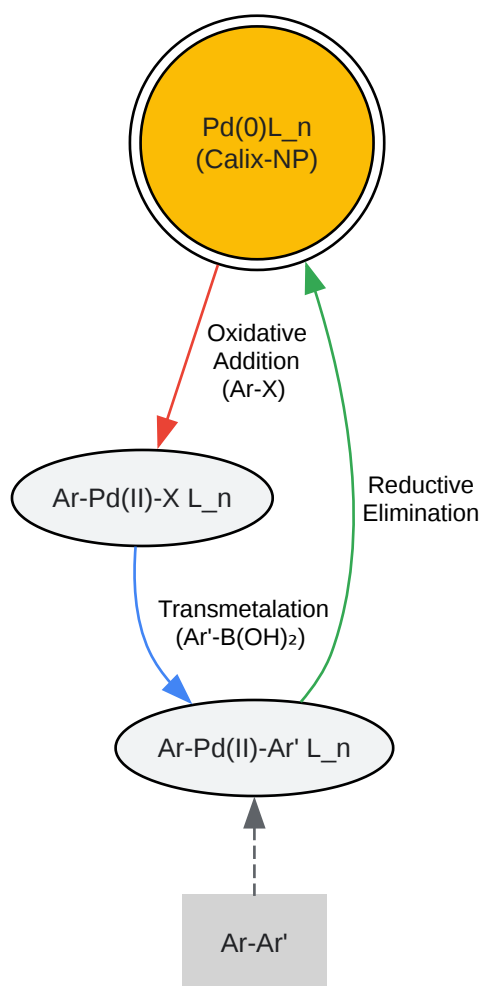 Pd(0)L_n
(Calix-NP)
Oxidative
Addition
(Ar-X)
Ar-Pd(II)-X L_n
Reductive
Elimination
Transmetalation
(Ar'-B(OH)₂)
Ar-Pd(II)-Ar' L_n
Ar-Ar'